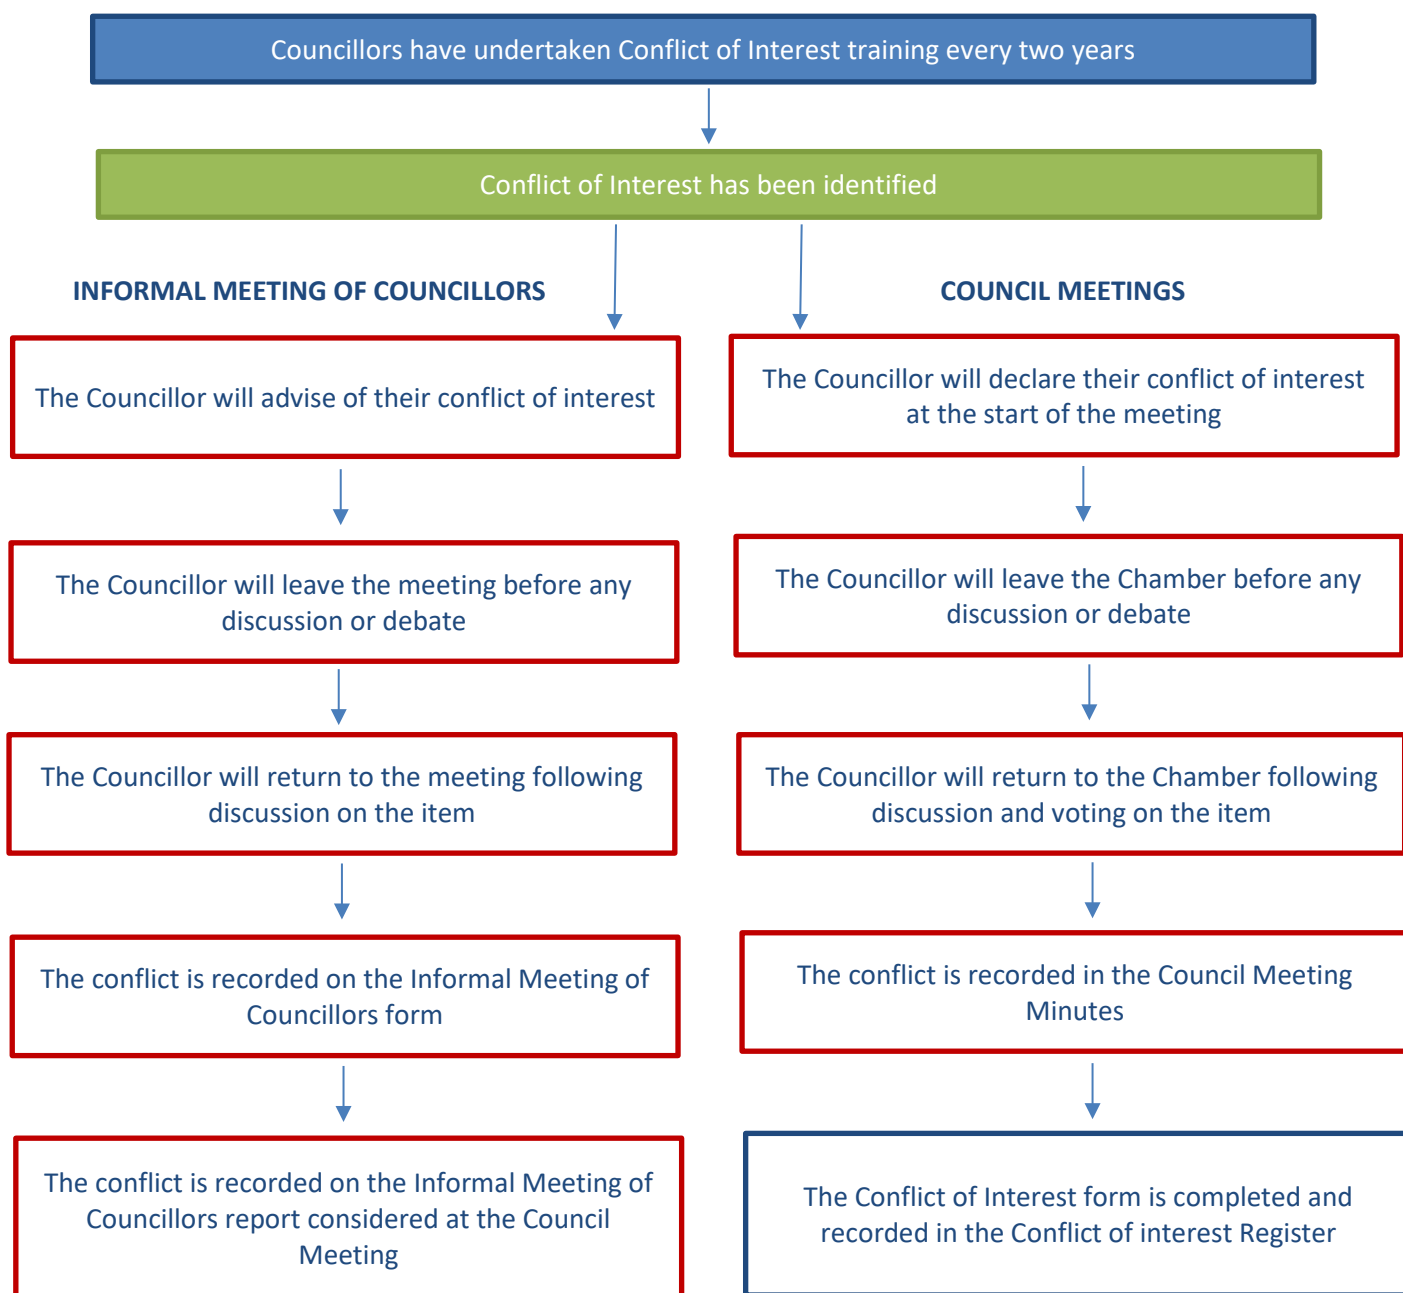 Councillors have undertaken Conflict of Interest training every two years
Conflict of Interest has been identified
INFORMAL MEETING OF COUNCILLORS
The Councillor will advise of their conflict of interest
The Councillor will leave the meeting before any
discussion or debate
The Councillor will return to the meeting following
discussion on the item
The conflict is recorded on the Informal Meeting of
Councillors form
The conflict is recorded on the Informal Meeting of
Councillors report considered at the Council
Meeting
COUNCIL MEETINGS
The Councillor will declare their conflict of interest
at the start of the meeting
The Councillor will leave the Chamber before any
discussion or debate
The Councillor will return to the Chamber following
discussion and voting on the item
The conflict is recorded in the Council Meeting
Minutes
The Conflict of Interest form is completed and
recorded in the Conflict of interest Register